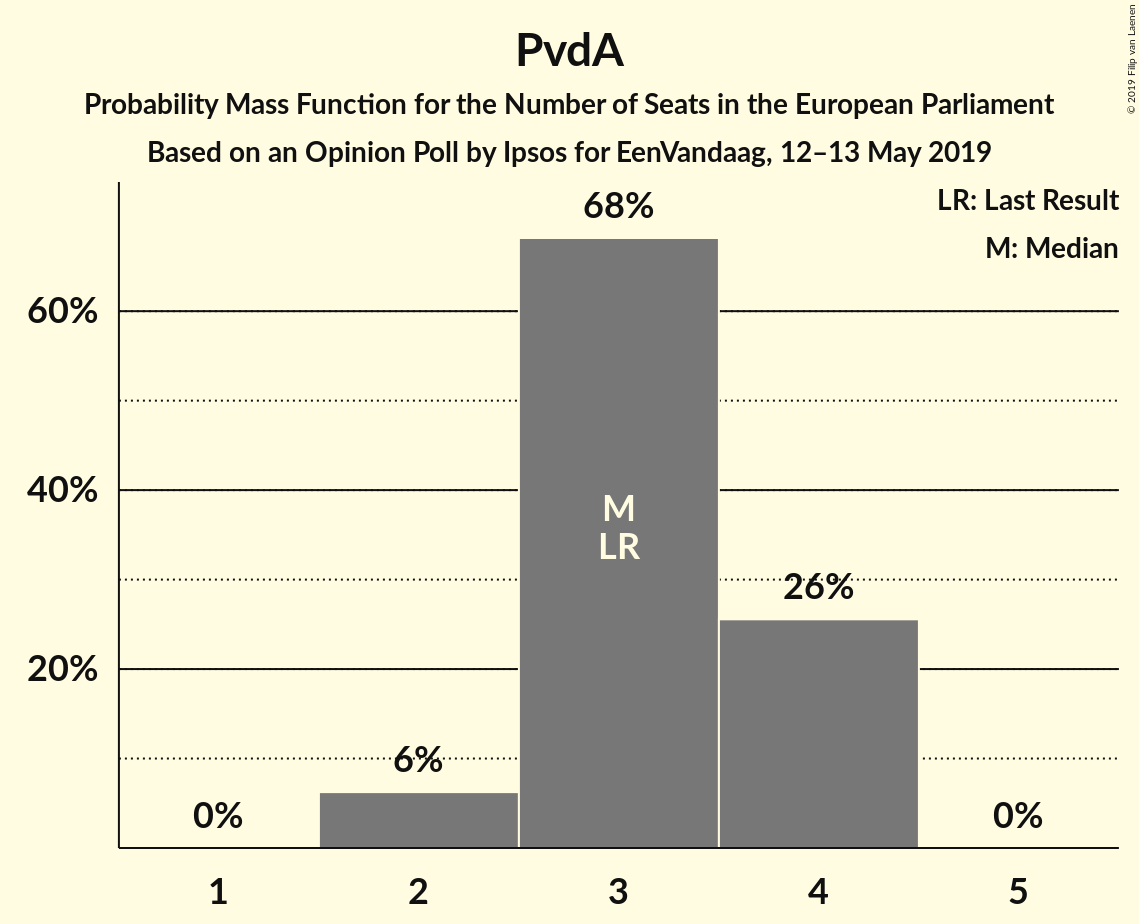 PvdA
Probability Mass Function for the Number of Seats in the European Parliament
Based on an Opinion Poll by Ipsos for EenVandaag, 12–13 May 2019
© 2019 Filip van Laenen
LR: Last Result
M: Median
68%
60%
40%
M
LR
26%
20%
6%
0%
0%
1 2 3 4 5